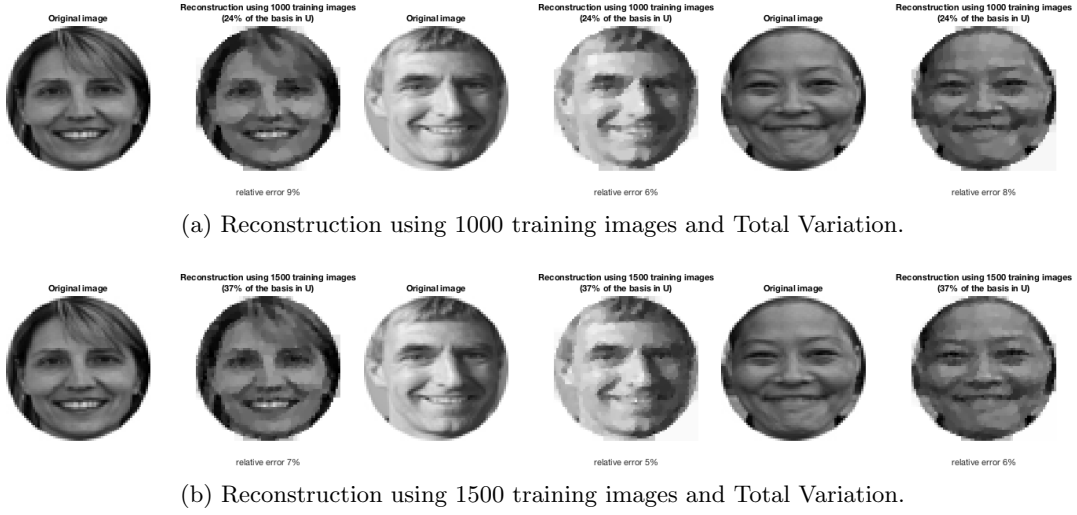 Original image
Reconstruction using 1000 training images
(24% of the basis in U)
Original image
Reconstruction using 1000 training images
(24% of the basis in U)
Original image
Reconstruction using 1000 training images
(24% of the basis in U)
relative error 9%
relative error 6%
relative error 8%
(a) Reconstruction using 1000 training images and Total Variation.
Original image
Reconstruction using 1500 training images
(37% of the basis in U)
Original image
Reconstruction using 1500 training images
(37% of the basis in U)
Original image
Reconstruction using 1500 training images
(37% of the basis in U)
relative error 7%
relative error 5%
relative error 6%
(b) Reconstruction using 1500 training images and Total Variation.